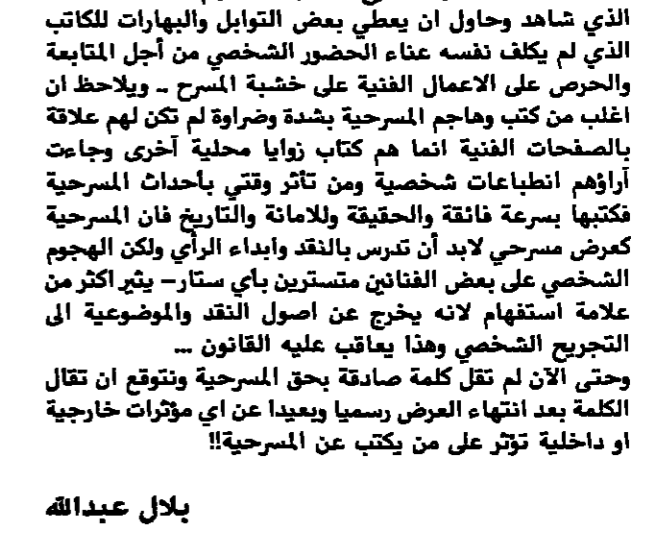 الذي شاهد وحاول ان يعطي بعض التوابل والبهارات للكاتب
الذي لم يكلف نفسه عناء الحضور الشخصي من أجل المتابعة
والحرص على الاعمال الفنية على خشبة المسرح .. ويلاحظ ان
اغلب من كتب وهاجم المسرحية بشدة وضراوة لم تكن لهم علاقة
بالصفحات الفنية انما هم كتاب زوايا محلية آخرى وجاءت
آراؤهم انطباعات شخصية ومن تأثر وقتي بأحداث المسرحية
فكتبها بسرعة فائقة والحقيقة وللامانة والتاريخ فان المسرحية
كعرض مسرحي لابد أن تدرس بالنقد وابداء الرأي ولكن الهجوم
الشخصي على بعض الفنانين متسترين بأي ستار– يثير اكثر من
علامة استفهام لانه يخرج عن اصول النقد والموضوعية الى
التجريح الشخصي وهذا يعاقب عليه القانون ...
وحتى الآن لم تقل كلمة صادقة بحق المسرحية ونتوقع ان تقال
الكلمة بعد انتهاء العرض رسميا وبعيدا عن اي مؤثرات خارجية
او داخلية تؤثر على من يكتب عن المسرحية!!
بلال عبدالله